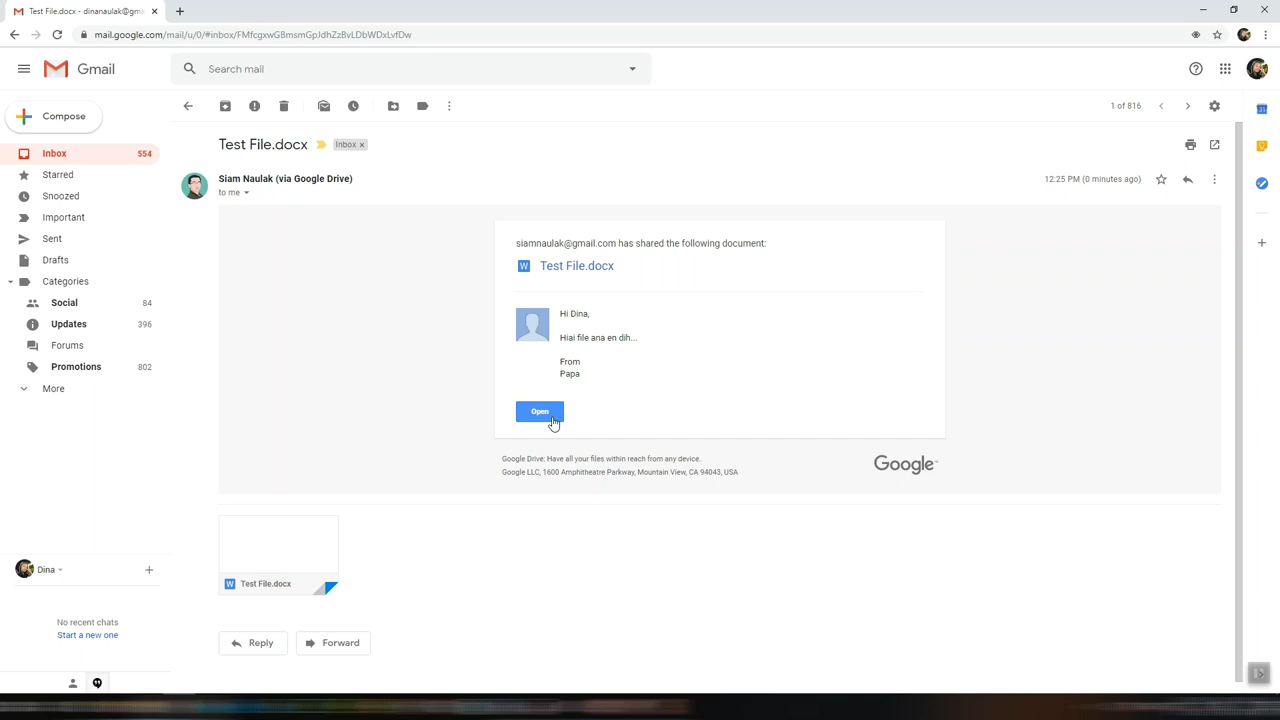 Test File.docx - dinanaulak@gma
mail.google.com/mail/u/0/#inbox/FMfcgxwGBmsmGpJdhZzBvLDbWDxLvfDw
Gmail
Search mail
Compose
1 of 816
Inbox 554
Starred
Snoozed
Important
Sent
Drafts
Categories
Social 84
Updates 396
Forums
Promotions 802
More
Test File.docx Inbox x
Siam Naulak (via Google Drive)
12:25 PM (0 minutes ago)
to me
siamnaulak@gmail.com has shared the following document:
W Test File.docx
Hi Dina,
Hiai file ana en dih...
From
Papa
Open
Google Drive: Have all your files within reach from any device.
Google LLC, 1600 Amphitheatre Parkway, Mountain View, CA 94043, USA
Google™
W Test File.docx
Reply Forward
Dina
No recent chats
Start a new one